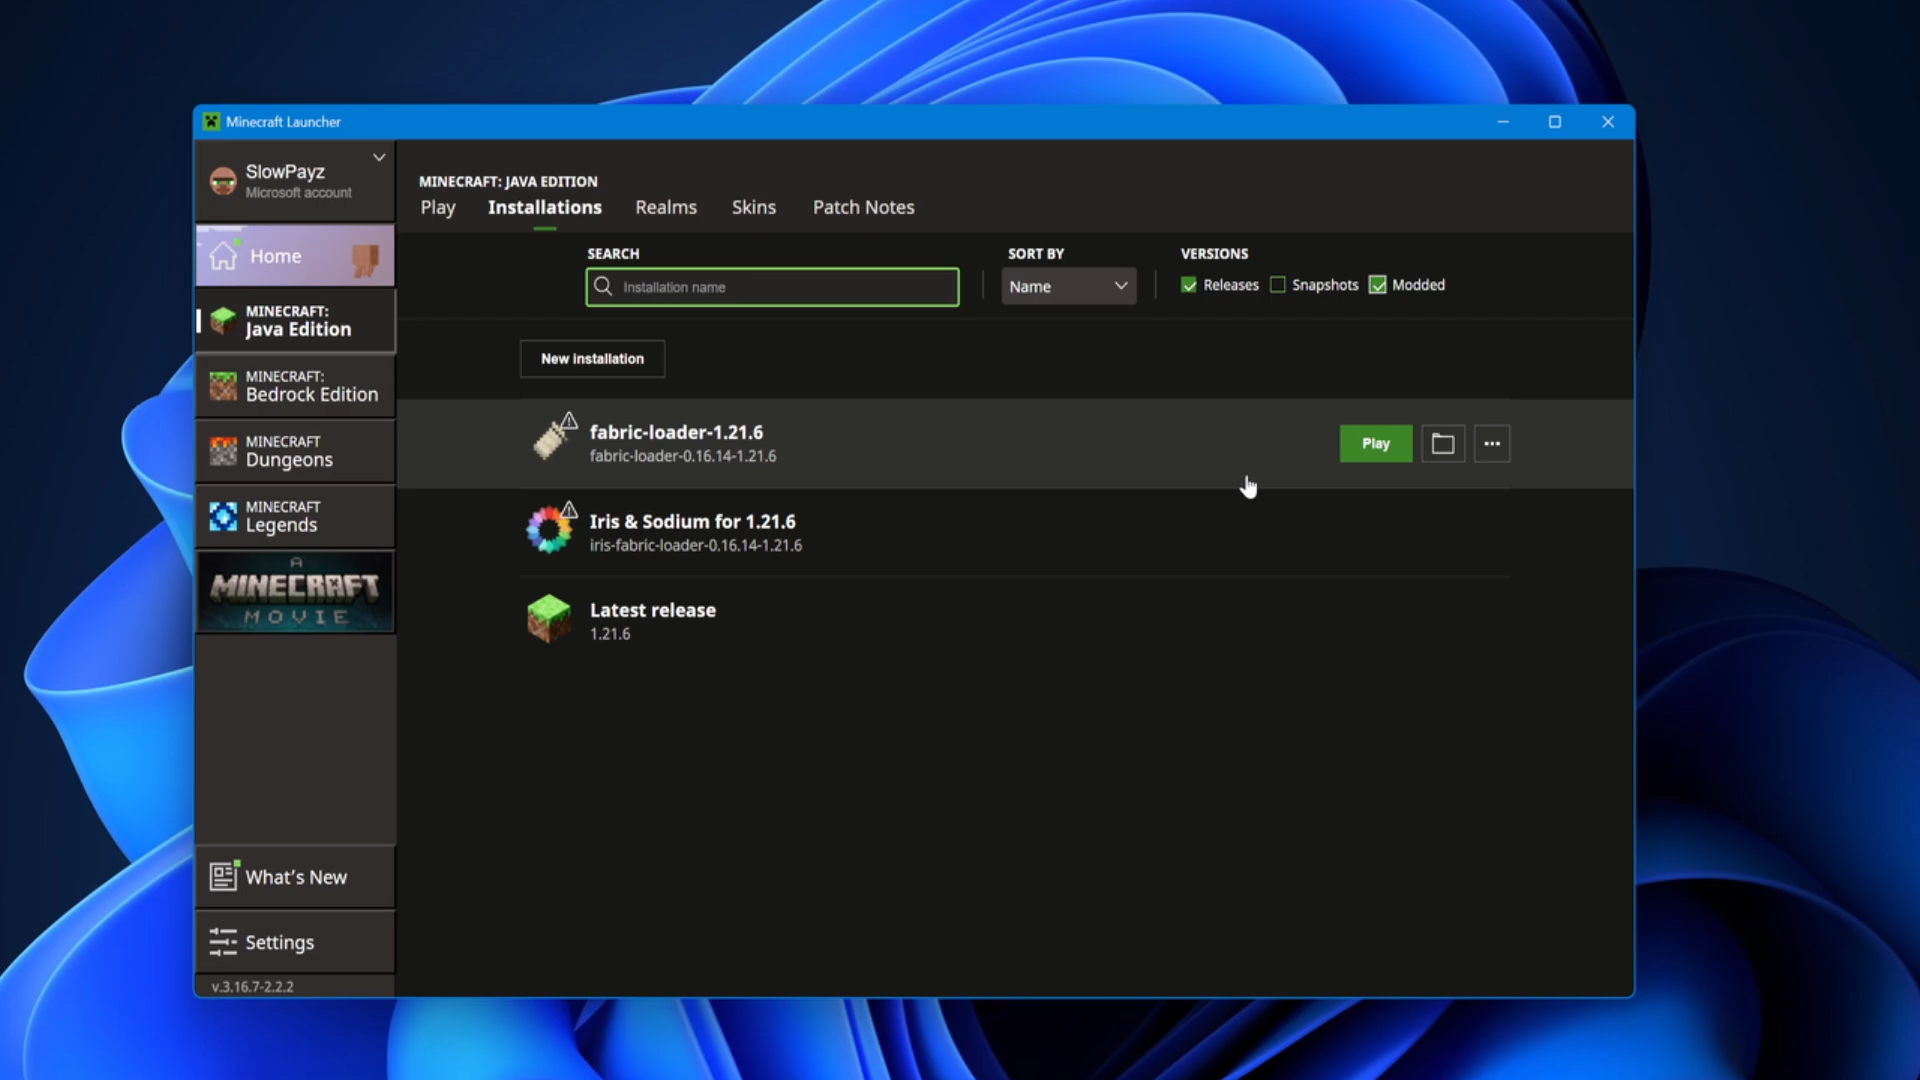 Minecraft Launcher
SlowPayz
Microsoft account
Home
MINECRAFT:
Java Edition
MINECRAFT:
Bedrock Edition
MINECRAFT
Dungeons
MINECRAFT
Legends
A
MINECRAFT
MOVIE
What's New
Settings
v.3.16.7-2.2.2
MINECRAFT: JAVA EDITION
Play Installations Realms Skins Patch Notes
SEARCH SORT BY VERSIONS
Installation name Name Releases Snapshots Modded
New installation
fabric-loader-1.21.6
fabric-loader-0.16.14-1.21.6
Play
Iris & Sodium for 1.21.6
iris-fabric-loader-0.16.14-1.21.6
Latest release
1.21.6